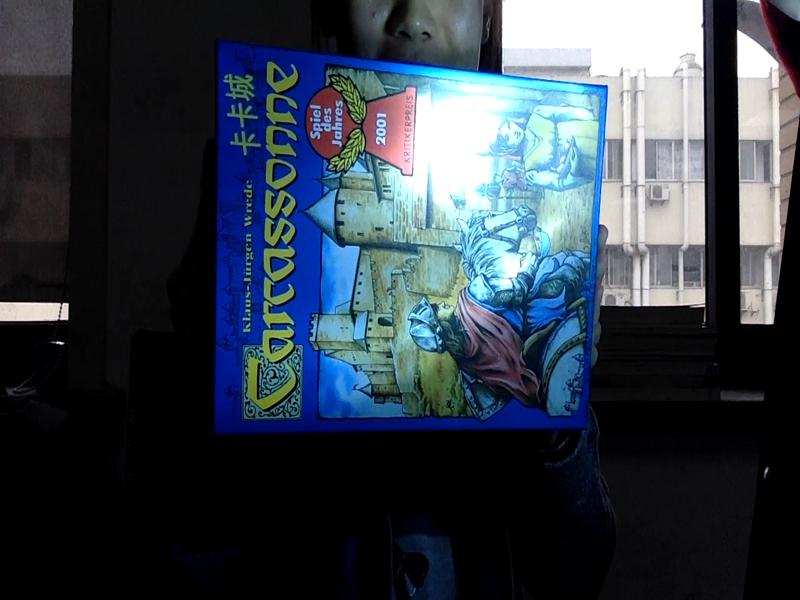 Klaus-Jürgen Wrede
卡卡城
Carcassonne
Spiel
des
Jahres
2001
KRITIKERPREIS